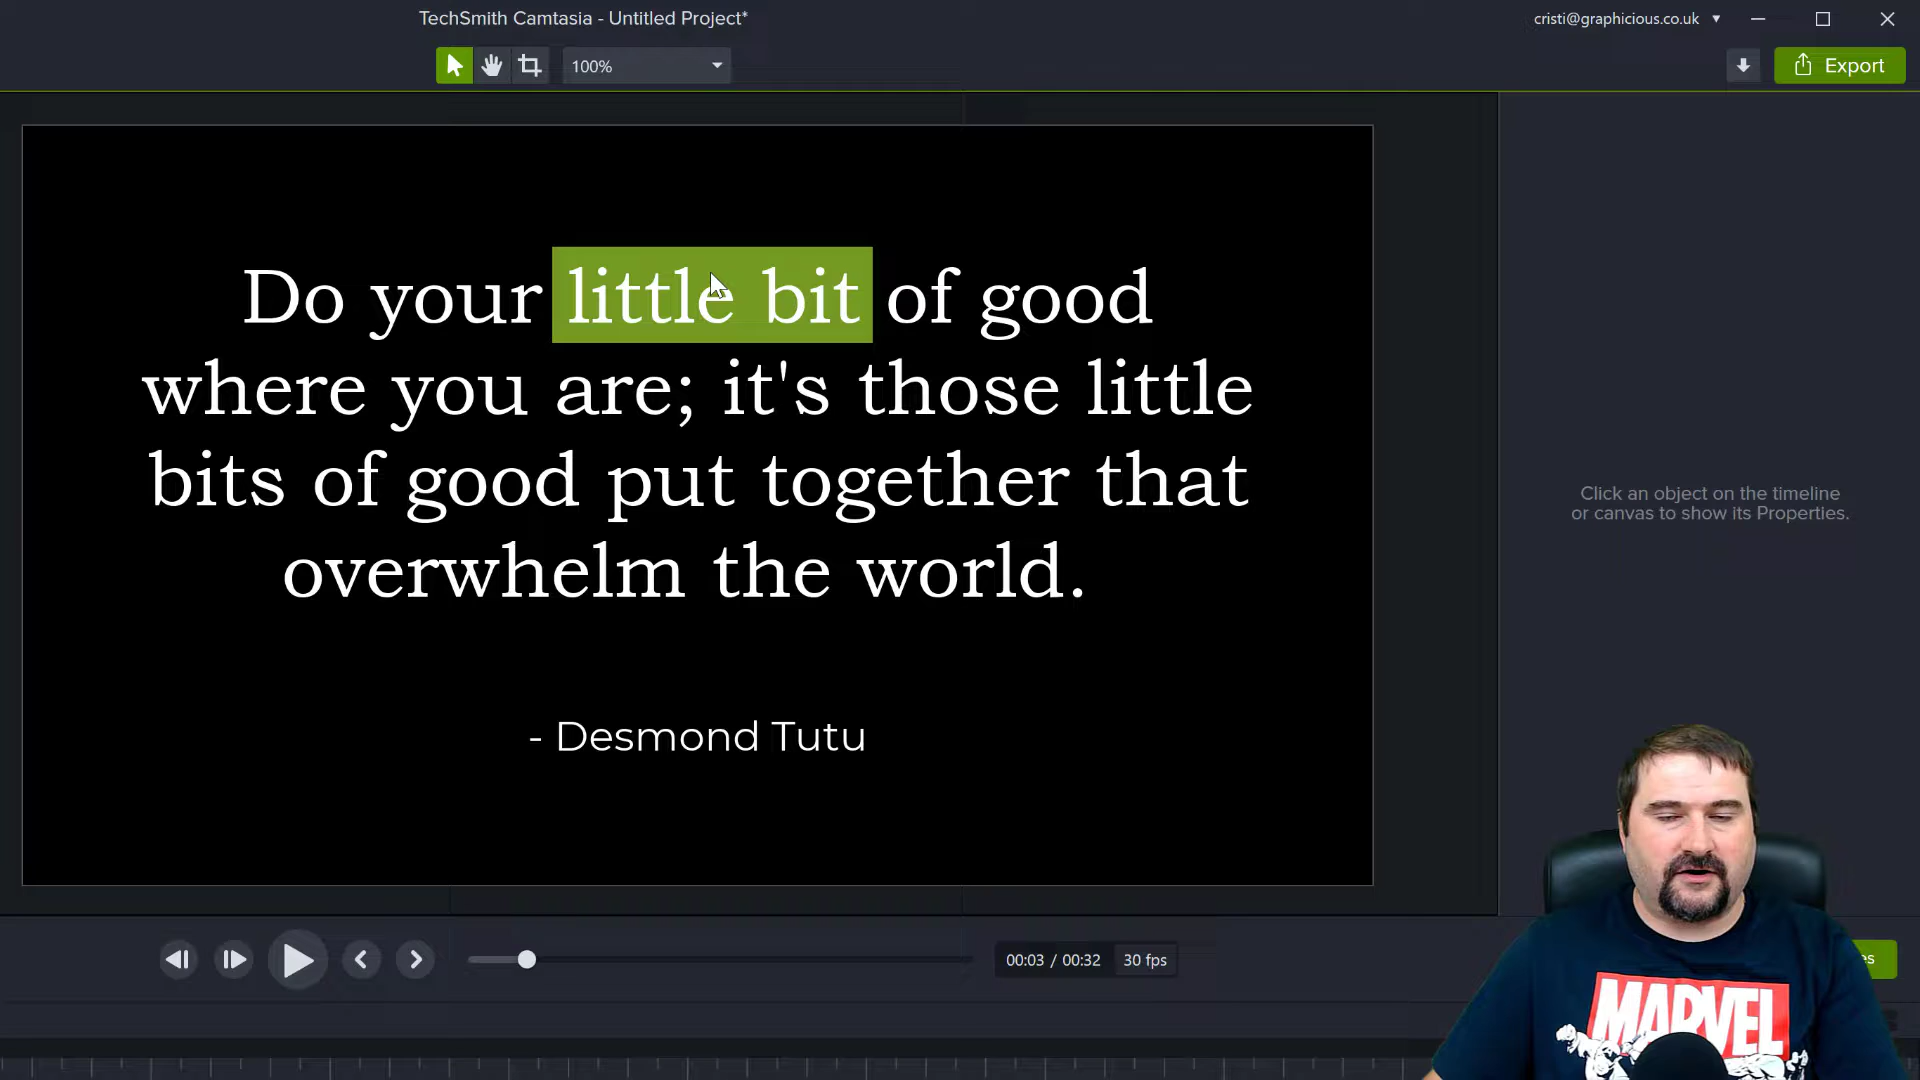 TechSmith Camtasia - Untitled Project*
cristi@graphicious.co.uk
100%
Export
Do your little bit of good
where you are; it's those little
bits of good put together that
overwhelm the world.
- Desmond Tutu
Click an object on the timeline
or canvas to show its Properties.
00:03 / 00:32
30 fps
es
MARVEL